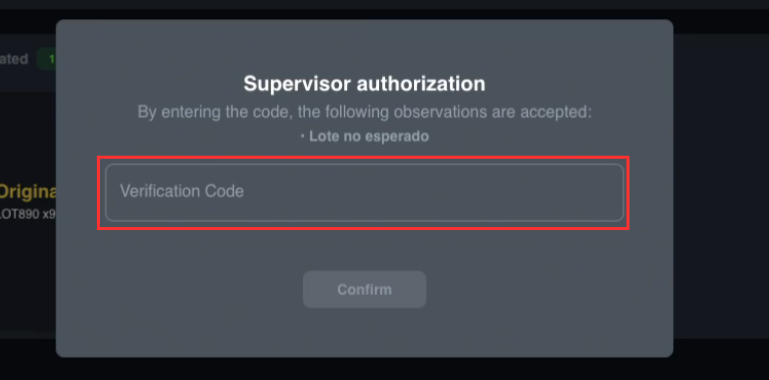 ated 1
Supervisor authorization
By entering the code, the following observations are accepted:
• Lote no esperado
Verification Code
Origina
LOT890 x9
Confirm